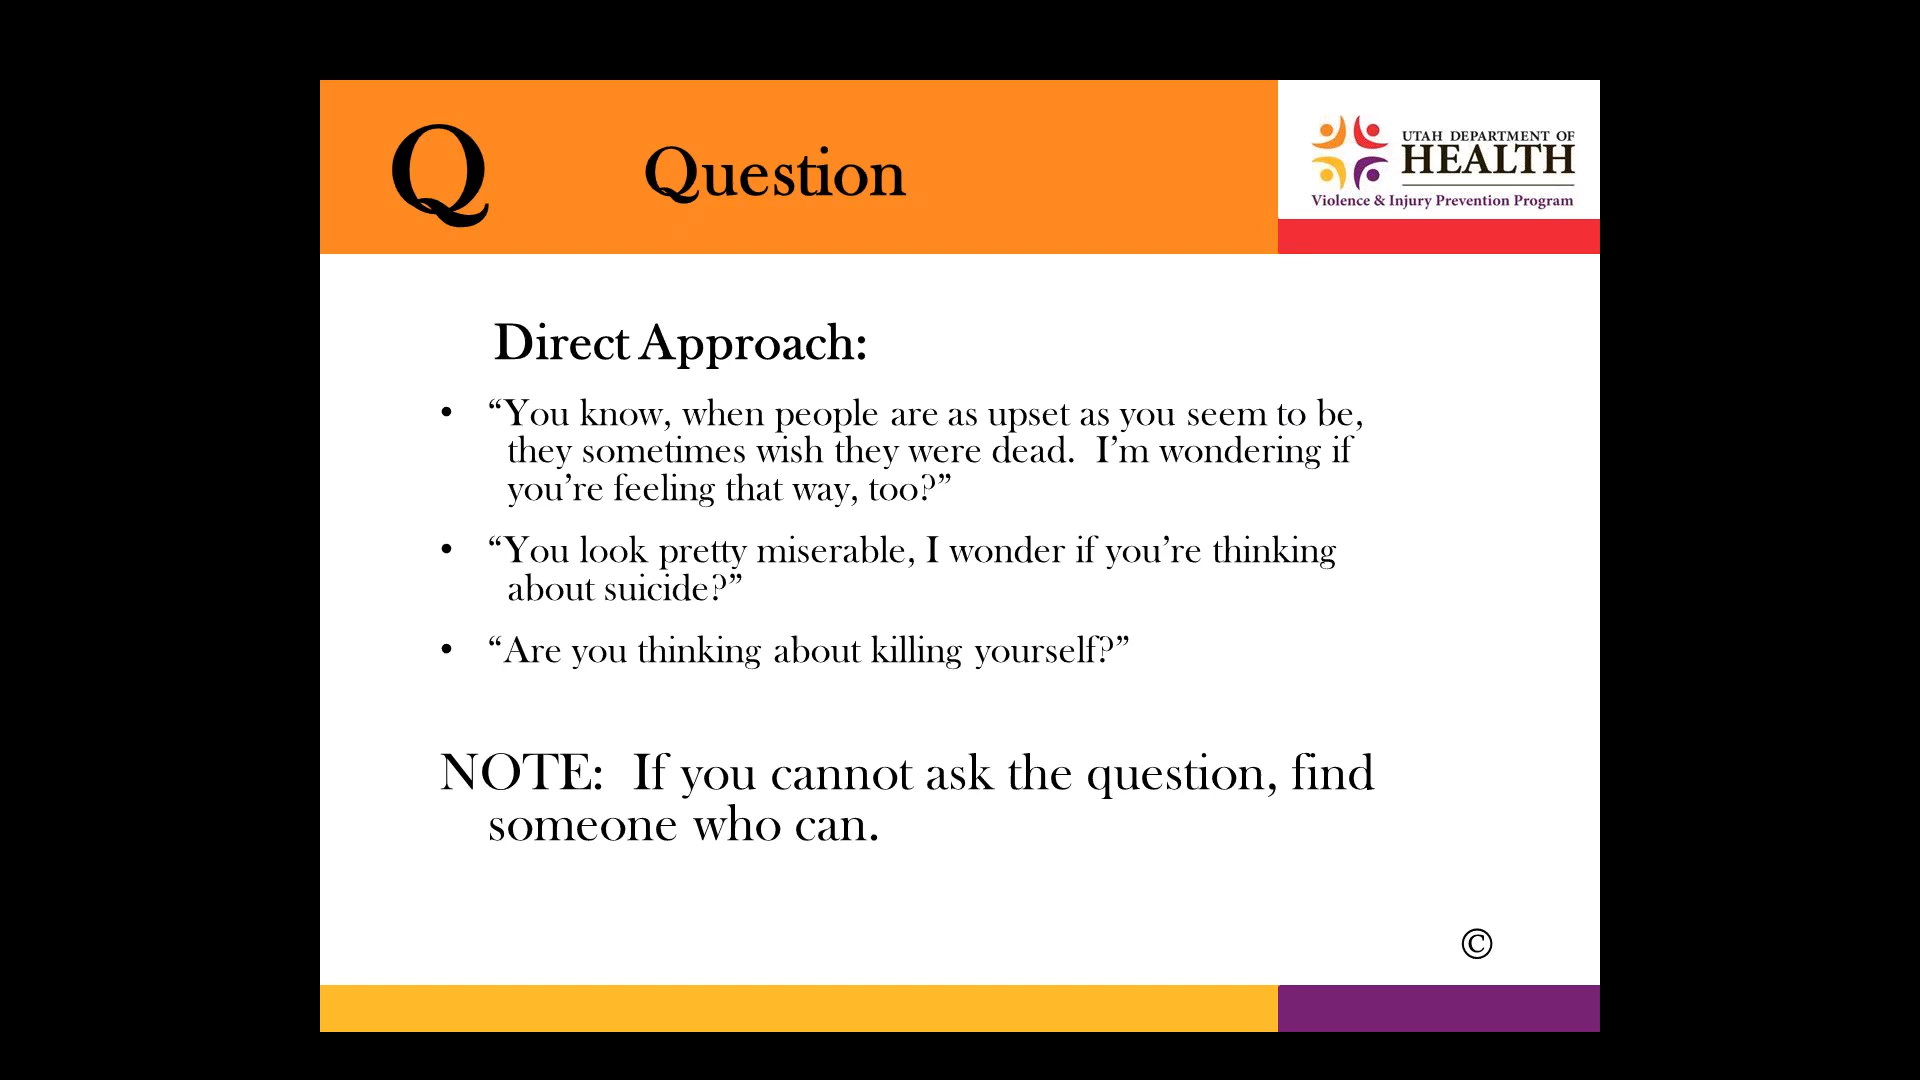 Q Question
UTAH DEPARTMENT OF
HEALTH
Violence & Injury Prevention Program
Direct Approach:
• “You know, when people are as upset as you seem to be,
they sometimes wish they were dead.  I’m wondering if
you’re feeling that way, too?”
• “You look pretty miserable, I wonder if you’re thinking
about suicide?”
• “Are you thinking about killing yourself?”
NOTE:  If you cannot ask the question, find
someone who can.
©